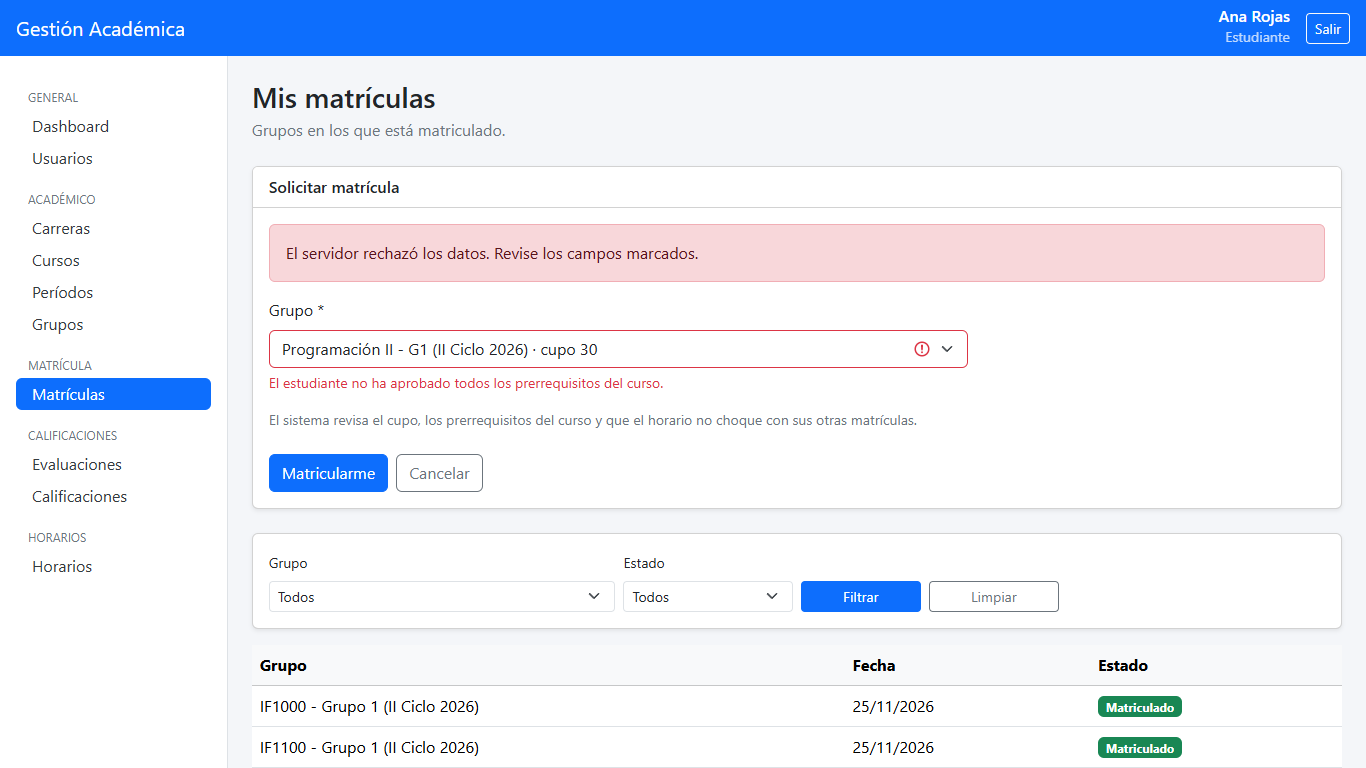 Gestión Académica
Ana Rojas
Estudiante
Salir
GENERAL
Dashboard
Usuarios
ACADÉMICO
Carreras
Cursos
Períodos
Grupos
MATRÍCULA
Matrículas
CALIFICACIONES
Evaluaciones
Calificaciones
HORARIOS
Horarios
Mis matrículas
Grupos en los que está matriculado.
Solicitar matrícula
El servidor rechazó los datos. Revise los campos marcados.
Grupo *
Programación II - G1 (II Ciclo 2026) · cupo 30
El estudiante no ha aprobado todos los prerrequisitos del curso.
El sistema revisa el cupo, los prerrequisitos del curso y que el horario no choque con sus otras matrículas.
Matricularme Cancelar
Grupo Estado
Todos Todos Filtrar Limpiar
Grupo Fecha Estado
IF1000 - Grupo 1 (II Ciclo 2026) 25/11/2026 Matriculado
IF1100 - Grupo 1 (II Ciclo 2026) 25/11/2026 Matriculado